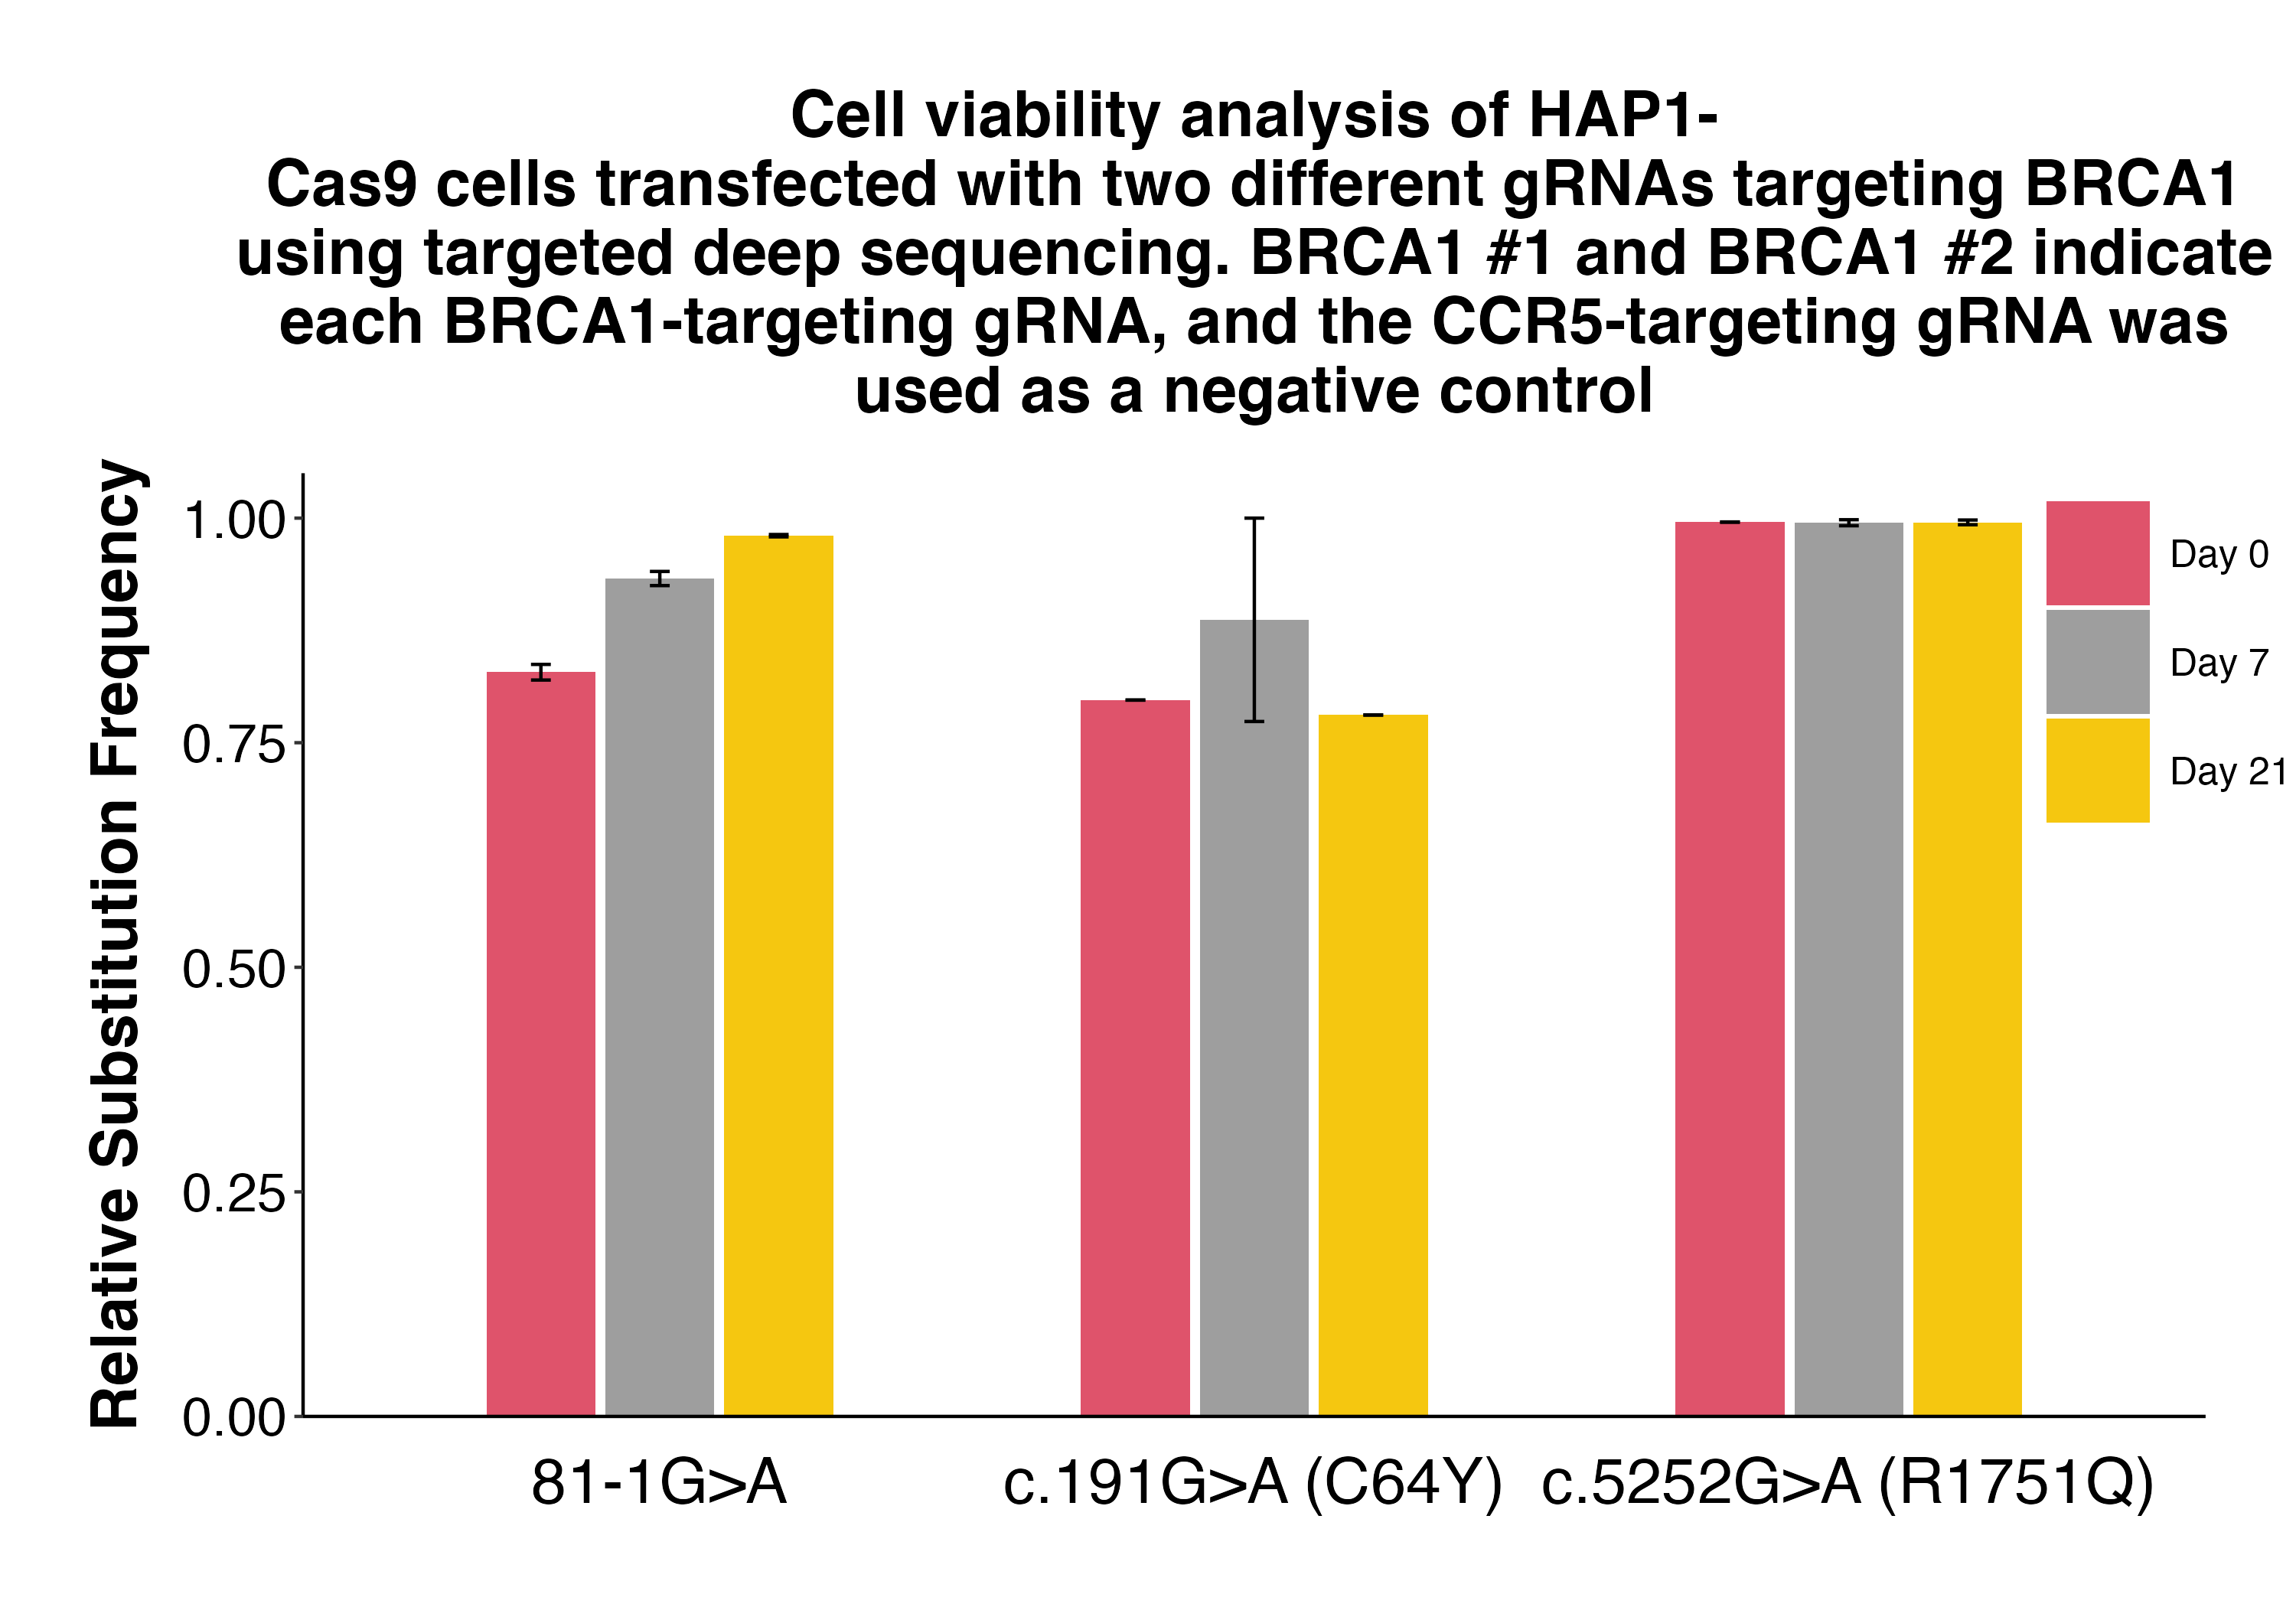 Cell viability analysis of HAP1-
Cas9 cells transfected with two different gRNAs targeting BRCA1
using targeted deep sequencing. BRCA1 #1 and BRCA1 #2 indicate
each BRCA1-targeting gRNA, and the CCR5-targeting gRNA was
used as a negative control
Relative Substitution Frequency
1.00
0.75
0.50
0.25
0.00
Day 0
Day 7
Day 21
81-1G>A
c.191G>A (C64Y)
c.5252G>A (R1751Q)